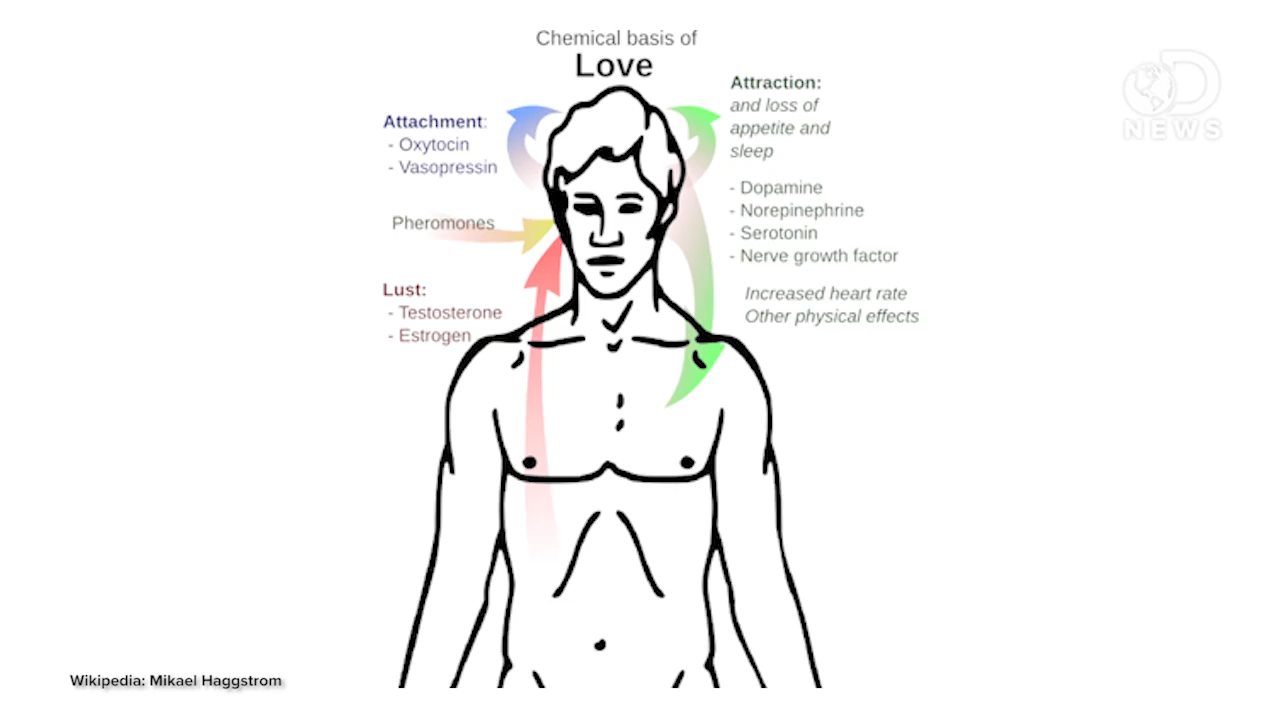 Chemical basis of
Love
Attachment:
- Oxytocin
- Vasopressin
Pheromones
Lust:
- Testosterone
- Estrogen
Attraction:
and loss of
appetite and
sleep
- Dopamine
- Norepinephrine
- Serotonin
- Nerve growth factor
Increased heart rate
Other physical effects
D
NEWS
Wikipedia: Mikael Haggstrom